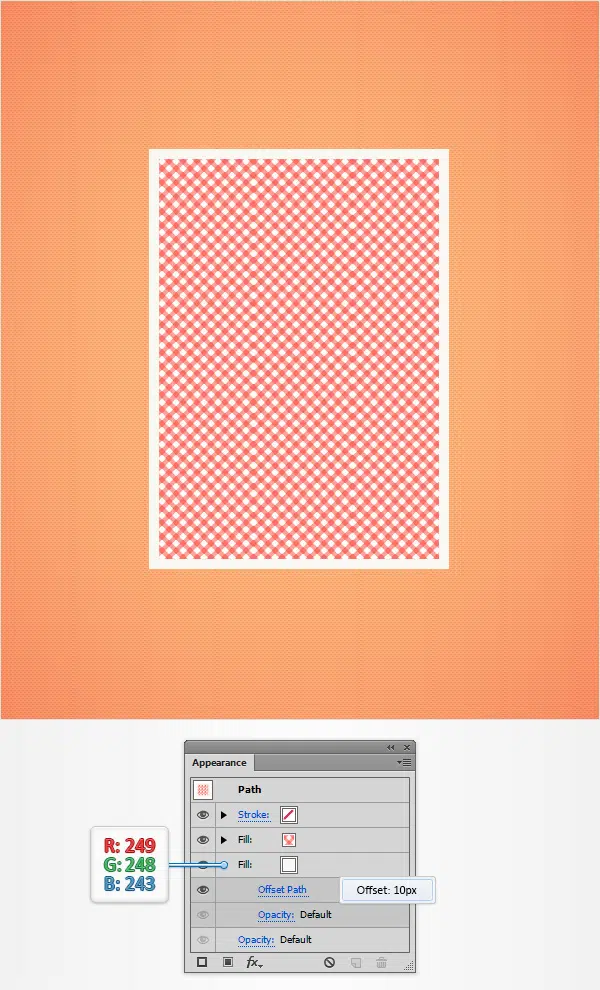 Appearance
Path
Stroke:
Fill:
R: 249
G: 248
B: 243
Fill:
Offset Path
Offset: 10px
Opacity: Default
Opacity: Default
fx